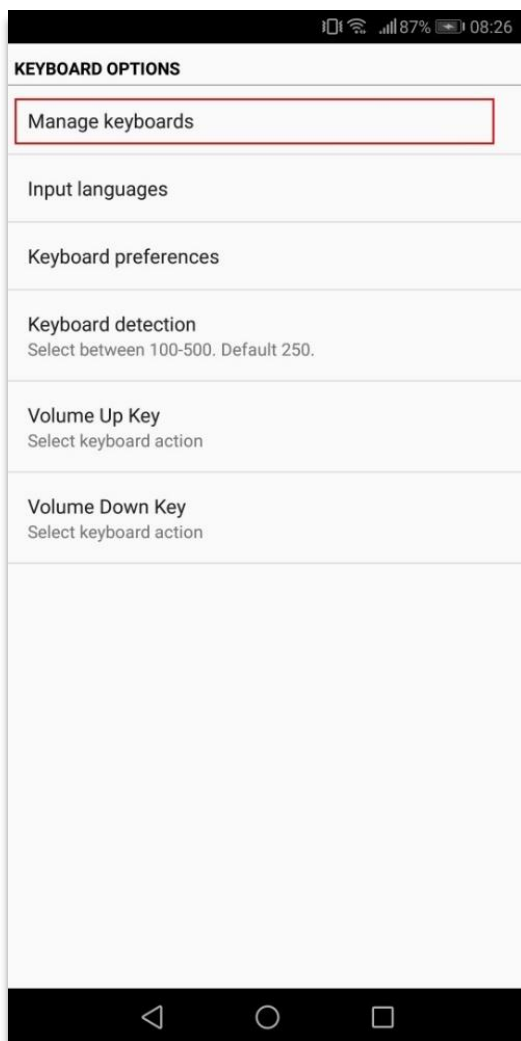 87% 08:26
KEYBOARD OPTIONS
Manage keyboards
Input languages
Keyboard preferences
Keyboard detection
Select between 100-500. Default 250.
Volume Up Key
Select keyboard action
Volume Down Key
Select keyboard action